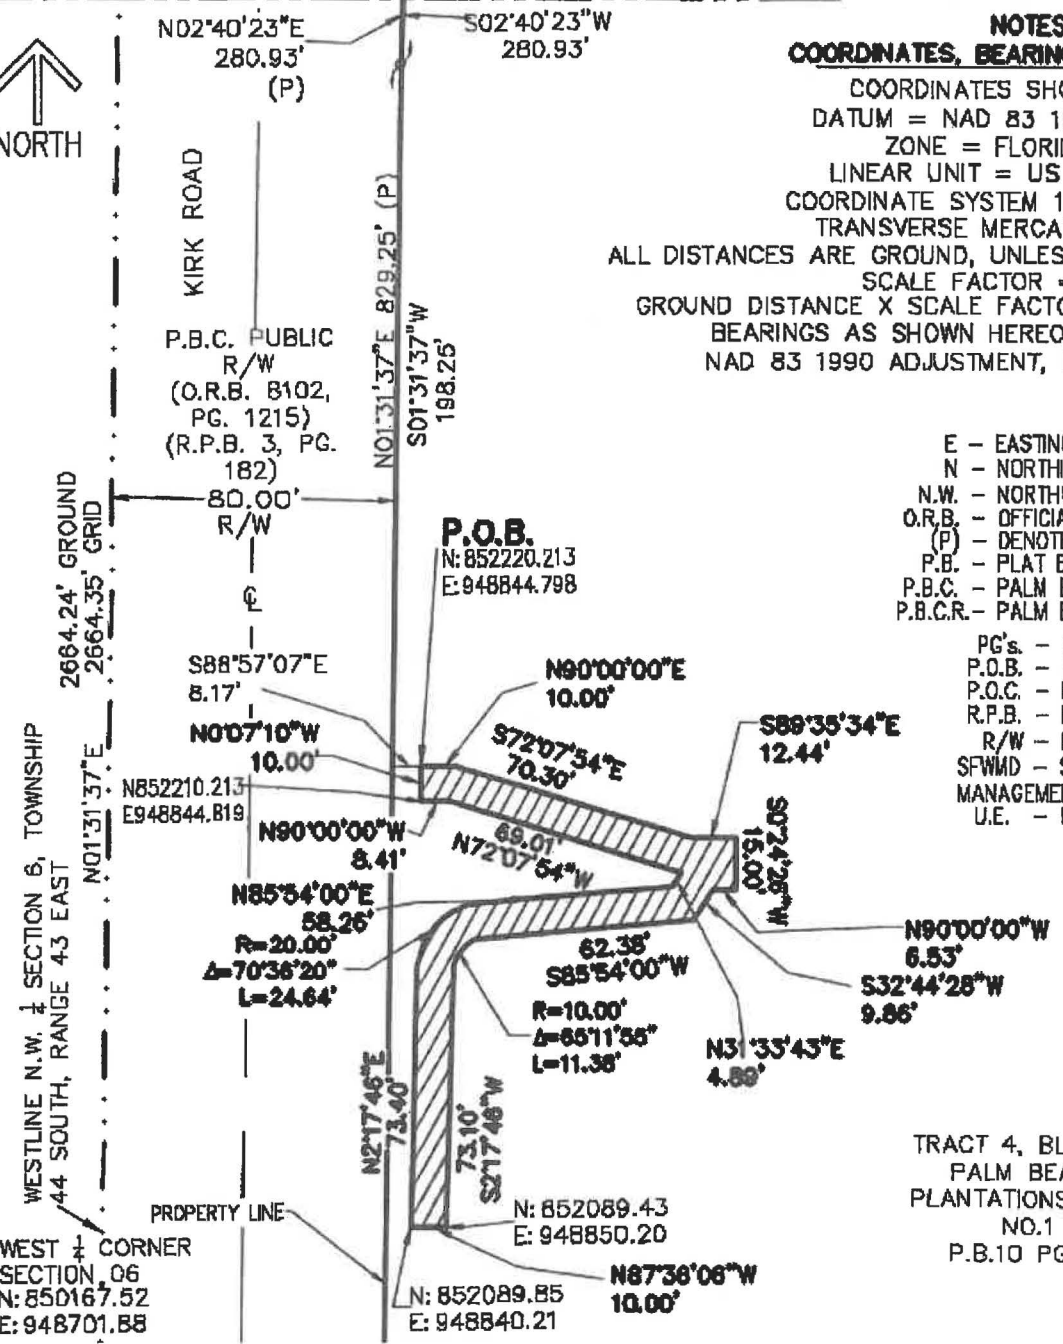 N02°40'23"E
280.93'
(P)
S02°40'23"W
280.93'
NORTH
KIRK ROAD
P.B.C. PUBLIC
R/W
(O.R.B. 8102,
PG. 1215)
(R.P.B. 3, PG.
182)
80.00'
R/W
N01°31'37"E 829.25' (P)
S01°31'37"W
198.25'
NOTES
COORDINATES, BEARIN
COORDINATES SHO
DATUM = NAD 83 1
ZONE = FLORI
LINEAR UNIT = US
COORDINATE SYSTEM 1
TRANSVERSE MERCA
ALL DISTANCES ARE GROUND, UNLES
SCALE FACTOR =
GROUND DISTANCE X SCALE FACTO
BEARINGS AS SHOWN HEREO
NAD 83 1990 ADJUSTMENT,
E - EASTIN
N - NORTHI
N.W. - NORTH
O.R.B. - OFFICIA
(P) - DENOT
P.B. - PLAT B
P.B.C. - PALM
P.B.C.R.- PALM
PG's. -
P.O.B. -
P.O.C. -
R.P.B. -
R/W -
SFWMD - S
MANAGEME
U.E. -
2664.24' GROUND
2664.35' GRID
N01°31'37"E
WESTLINE N.W. ¼ SECTION 6, TOWNSHIP
44 SOUTH, RANGE 43 EAST
P.O.B.
N: 852220.213
E: 948844.798
℄
S88°57'07"E
8.17'
N0°07'10"W
10.00'
N852210.213
E948844.819
N90°00'00"E
10.00'
S72°07'54"E
70.30'
S89°35'34"E
12.44'
S0°24'26"W
15.00'
N90°00'00"W
8.41'
69.01'
N72°07'54"W
N85°54'00"E
58.26'
R=20.00'
Δ=70°36'20"
L=24.64'
62.38'
S85°54'00"W
N90°00'00"W
6.53'
S32°44'28"W
9.86'
R=10.00'
Δ=65°11'55"
L=11.38'
N31°33'43"E
4.89'
N2°17'46"E
73.40'
73.10'
S2°17'46"W
PROPERTY LINE
N: 852089.43
E: 948850.20
N87°38'06"W
10.00'
N: 852089.85
E: 948840.21
WEST ¼ CORNER
SECTION 06
N: 850167.52
E: 948701.88
TRACT 4, BL
PALM BEA
PLANTATIONS
NO.1
P.B.10 PG